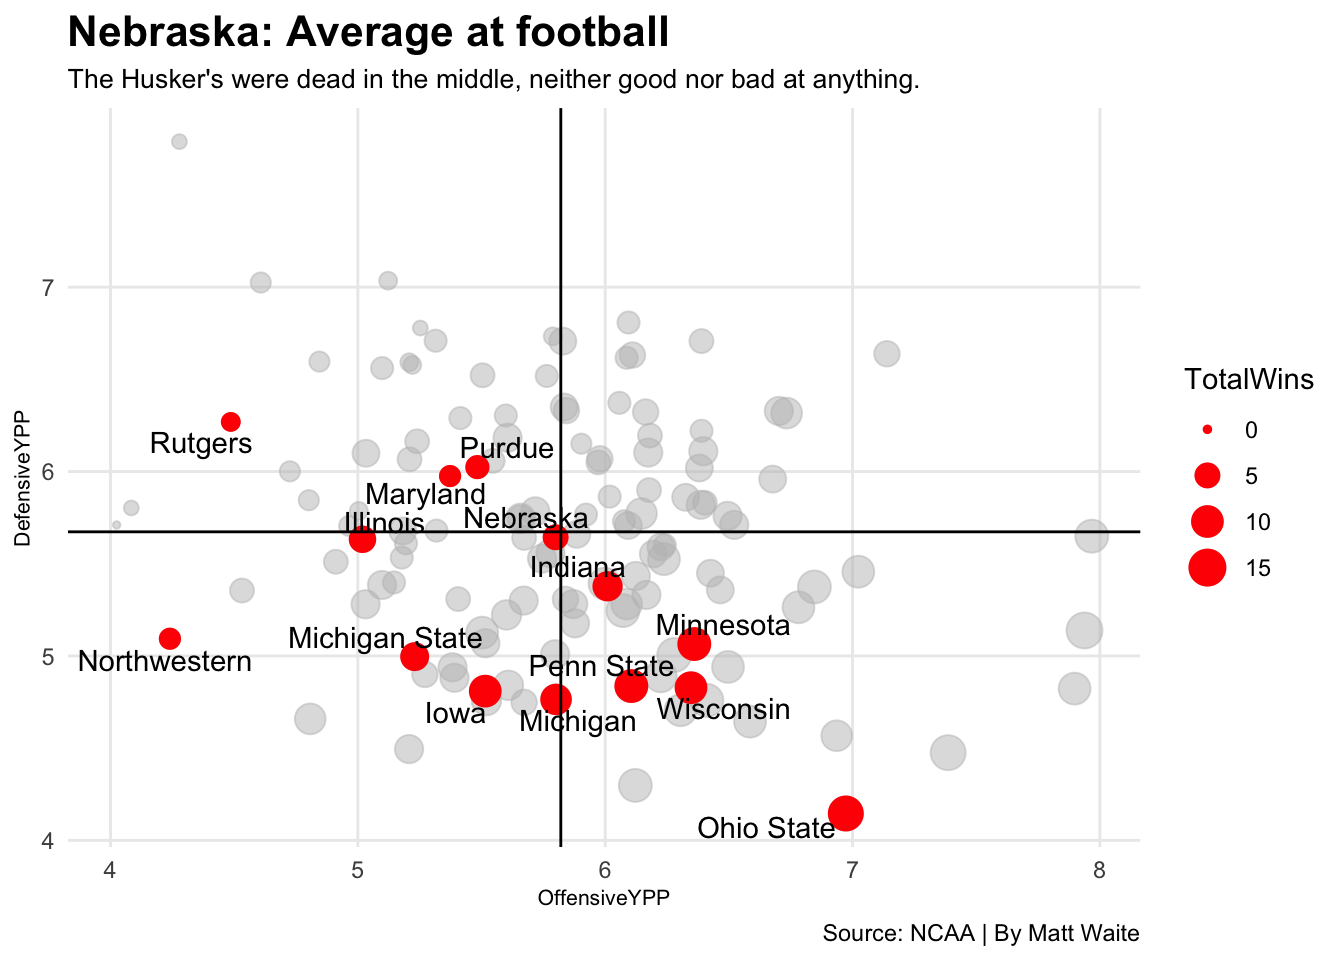 Nebraska: Average at football
The Husker's were dead in the middle, neither good nor bad at anything.
7
6
5
4
DefensiveYPP
Rutgers
Purdue
Maryland
Illinois
Nebraska
Indiana
Minnesota
Michigan State
Northwestern
Penn State
Iowa
Michigan
Wisconsin
Ohio State
4
5
6
7
8
OffensiveYPP
TotalWins
0
5
10
15
Source: NCAA | By Matt Waite